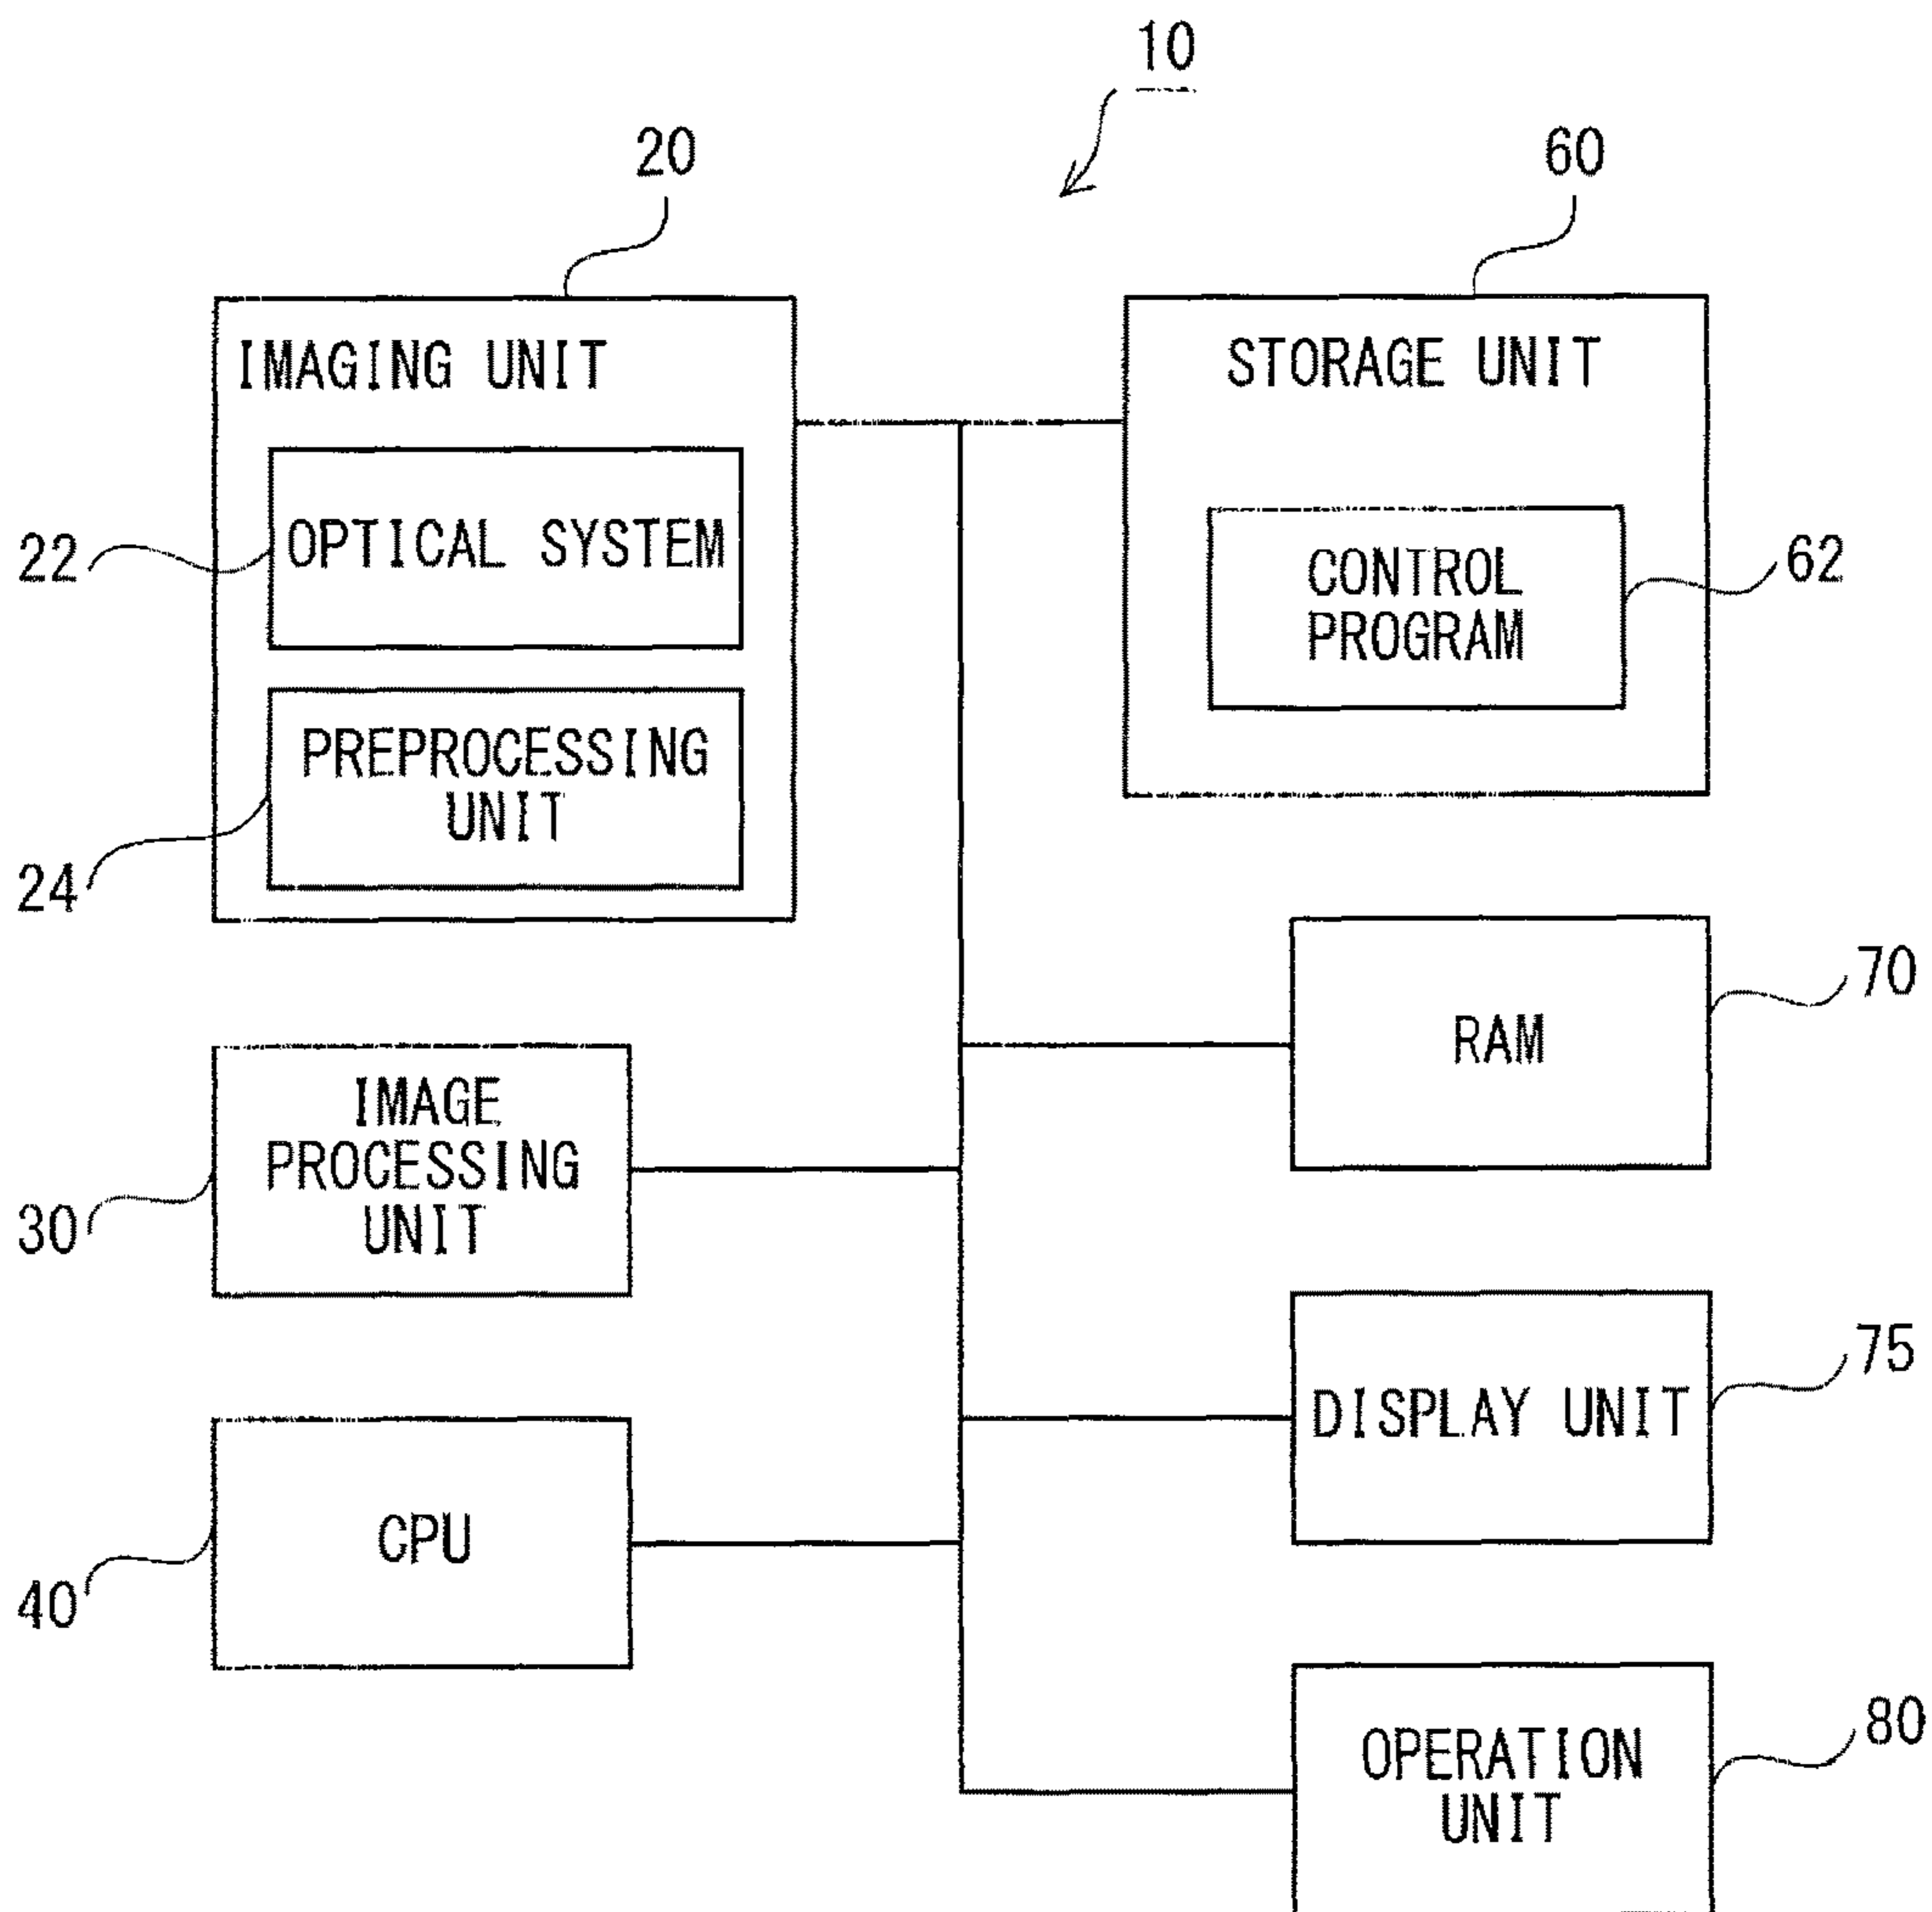 10
20
60
IMAGING UNIT
STORAGE UNIT
22
OPTICAL SYSTEM
CONTROL
PROGRAM
62
PREPROCESSING
UNIT
24
70
RAM
IMAGE
PROCESSING
UNIT
30
75
DISPLAY UNIT
CPU
40
80
OPERATION
UNIT